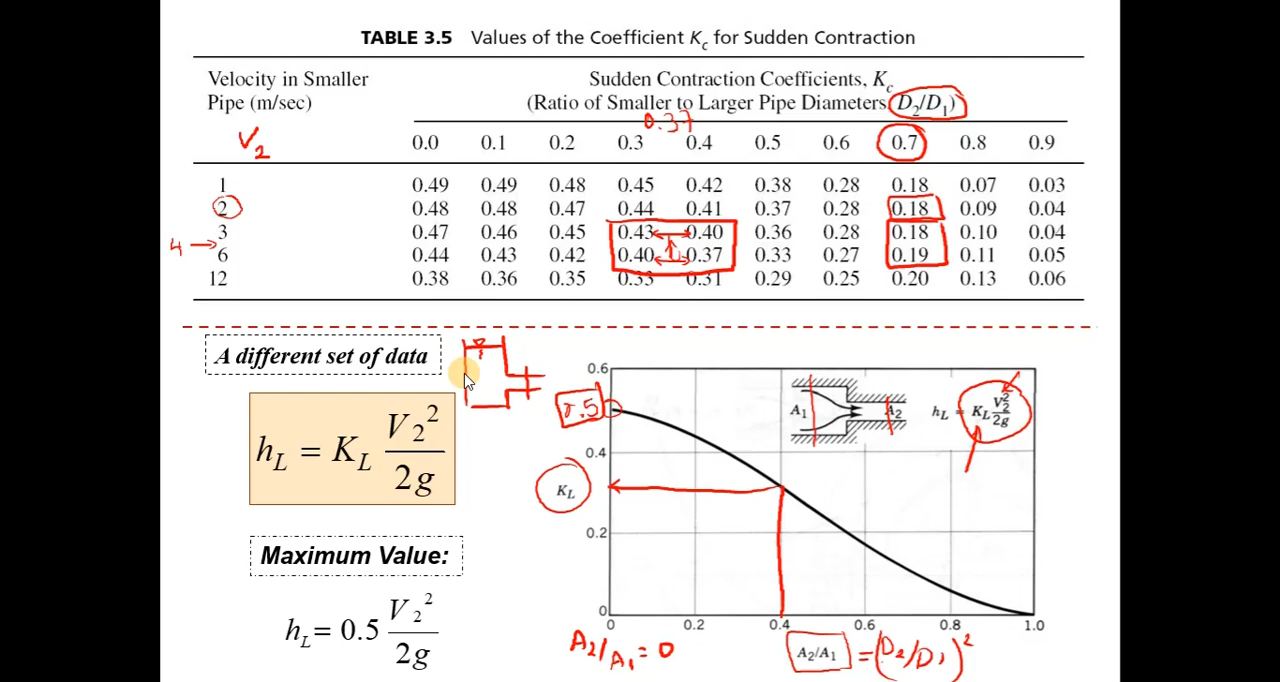 TABLE 3.5 Values of the Coefficient Kc for Sudden Contraction
Velocity in Smaller Pipe (m/sec)
V2
Sudden Contraction Coefficients, Kc
(Ratio of Smaller to Larger Pipe Diameters, D2/D1)
0.37
0.0 0.1 0.2 0.3 0.4 0.5 0.6 0.7 0.8 0.9
1 0.49 0.49 0.48 0.45 0.42 0.38 0.28 0.18 0.07 0.03
2 0.48 0.48 0.47 0.44 0.41 0.37 0.28 0.18 0.09 0.04
3 0.47 0.46 0.45 0.43 0.40 0.36 0.28 0.18 0.10 0.04
4
6 0.44 0.43 0.42 0.40 0.37 0.33 0.27 0.19 0.11 0.05
12 0.38 0.36 0.35 0.33 0.31 0.29 0.25 0.20 0.13 0.06
A different set of data
hL = KL V2² / 2g
Maximum Value:
hL = 0.5 V2² / 2g
0.6
0.5
0.4
KL
0.2
0
A1 A2 hL = KL V2² / 2g
0 0.2 0.4 0.6 0.8 1.0
A2/A1 = 0
A2/A1 = (D2/D1)²